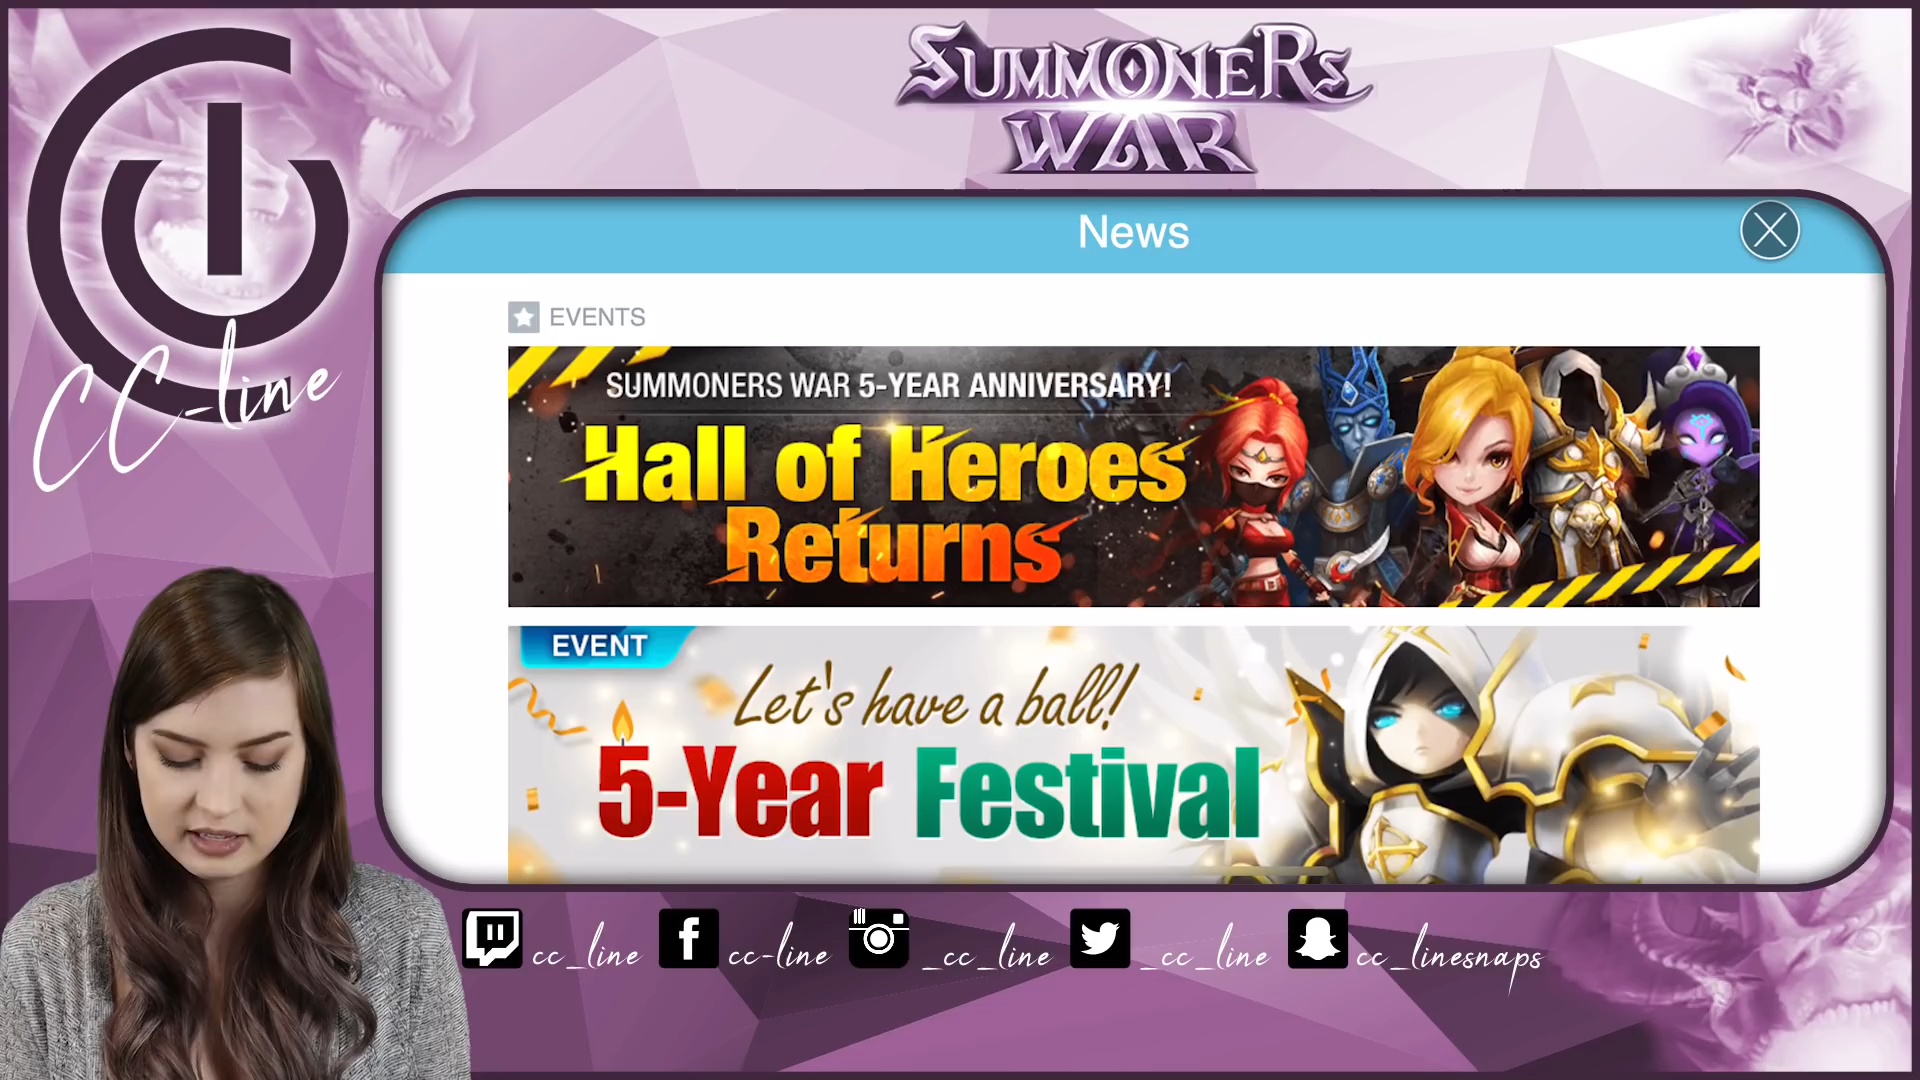 SUMMONERS
WAR
CC-line
News
EVENTS
SUMMONERS WAR 5-YEAR ANNIVERSARY!
Hall of Heroes
Returns
EVENT
Let's have a ball!
5-Year Festival
cc_line cc-line _cc_line _cc_line cc_linesnaps